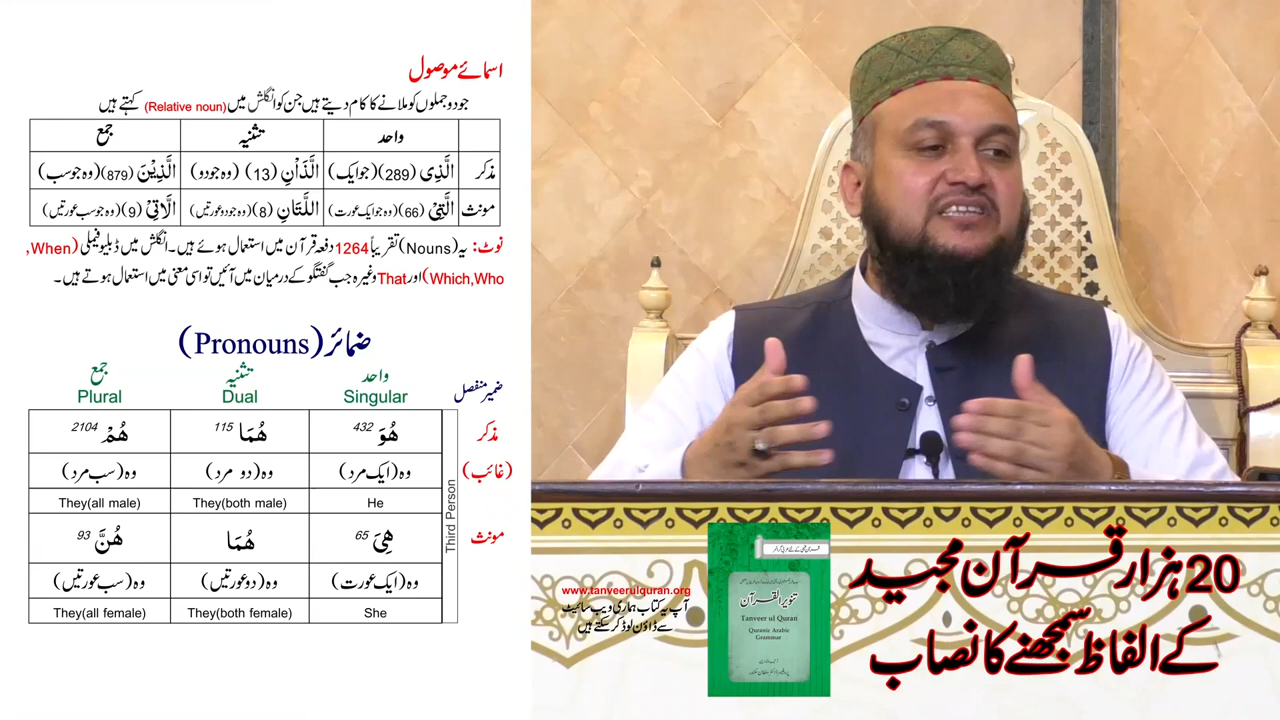 اسمائے موصول
جو دو جملوں کو ملانے کا کام دیتے ہیں جن کو انگلش میں (Relative noun) کہتے ہیں
واحد تثنیہ جمع
مذکر الَّذِی (289) (جو ایک) الَّذَانِ (13) (وہ جو دو) الَّذِیْنَ (879) (وہ جو سب)
مونث الَّتِیْ (66) (وہ جو ایک عورت) اللَّتَانِ (8) (وہ جو دو عورتیں) الَّاتِیْ (9) (وہ جو سب عورتیں)
نوٹ: یہ (Nouns) تقریباً 1264 دفعہ قرآن میں استعمال ہوئے ہیں۔ انگلش میں ڈبلیو فیملی (When,
Which,Who) اور That وغیرہ جب گفتگو کے درمیان میں آئیں تو اسی معنی میں استعمال ہوتے ہیں۔
ضمائر (Pronouns)
واحد تثنیہ جمع
ضمیر منفصل Singular Dual Plural
مذکر هُوَ 432 هُمَا 115 هُمْ 2104
(غائب) وہ (ایک مرد) وہ (دو مرد) وہ (سب مرد)
He They(both male) They(all male)
مونث هِیَ 65 هُمَا هُنَّ 93
وہ (ایک عورت) وہ (دو عورتیں) وہ (سب عورتیں)
She They(both female) They(all female)
Third Person
20 ہزار قرآن مجید
کے الفاظ سمجھنے کا نصاب
www.tanveerulquran.org
آپ یہ کتاب ہماری ویب سائیٹ
سے ڈاؤن لوڈ کر سکتے ہیں
تنویر القرآن
Tanveer ul Quran
Quranic Arabic
Grammar